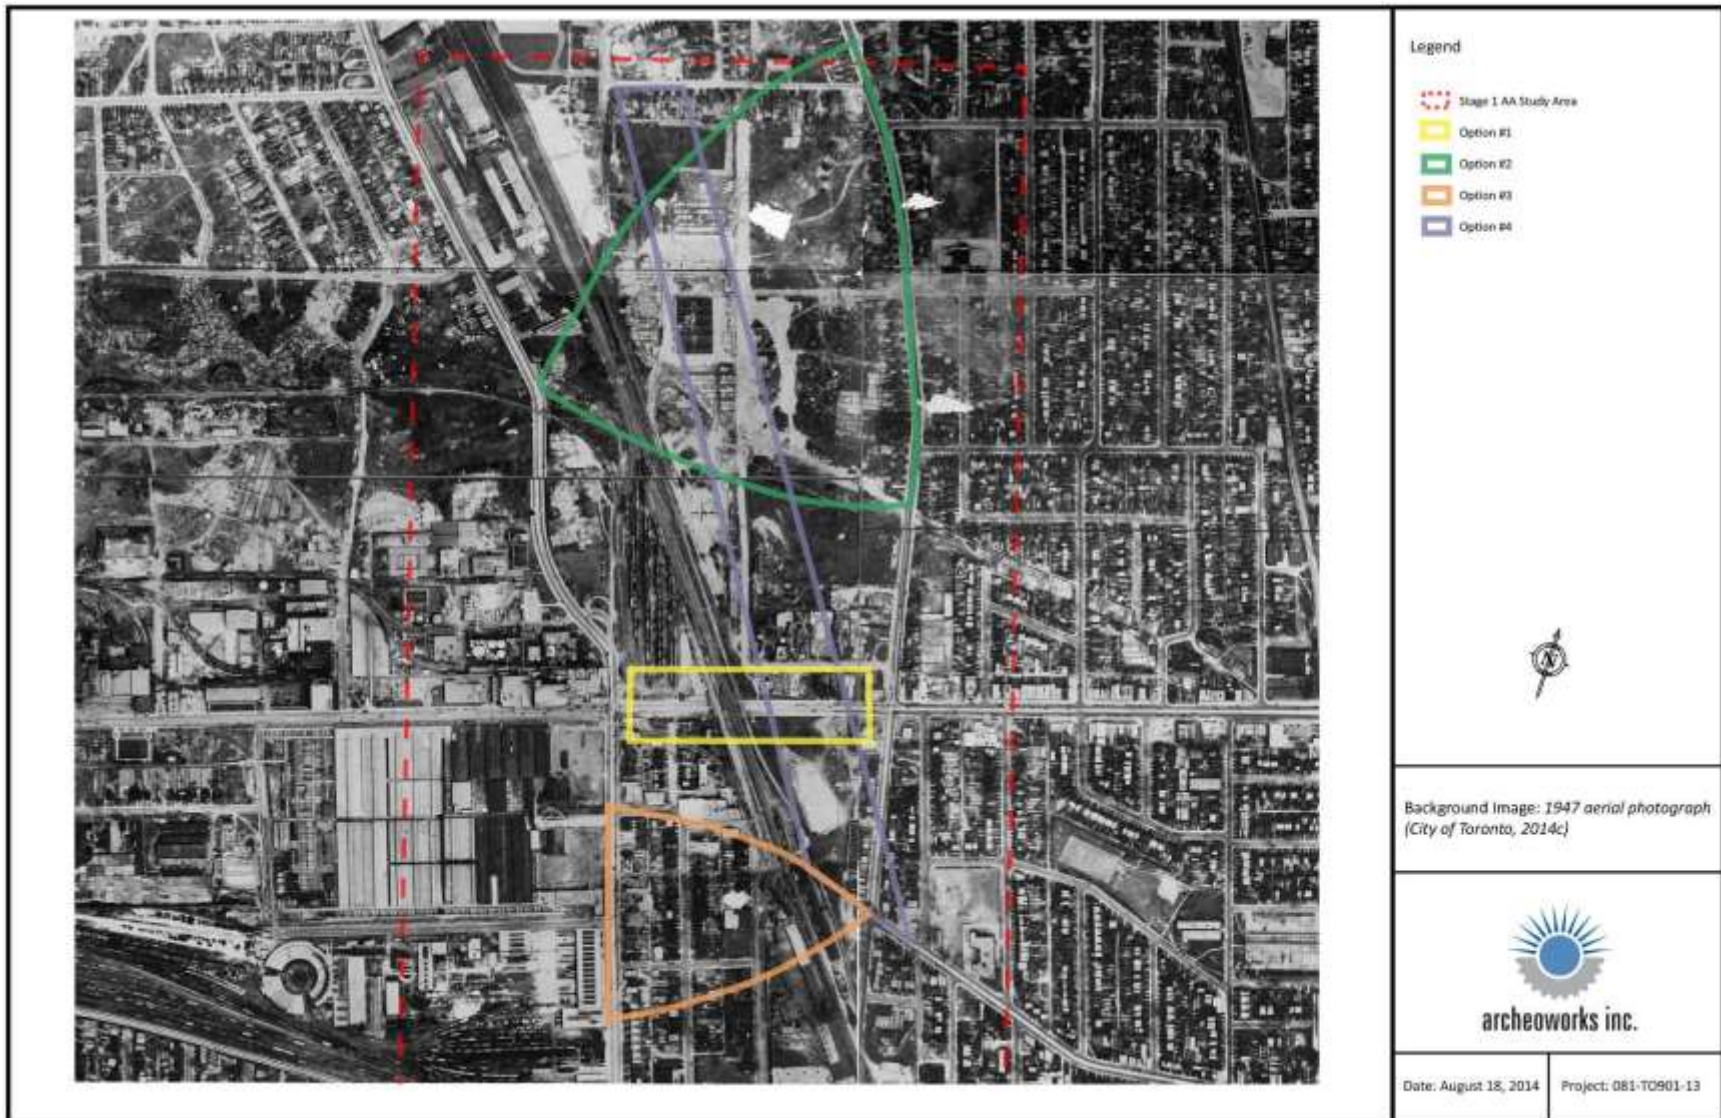 Legend
Stage 1 AA Study Area
Option #1
Option #2
Option #3
Option #4
N
Background Image: 1947 aerial photograph
(City of Toronto, 2014c)
archeoworks inc.
Date: August 18, 2014
Project: 081-TO901-13